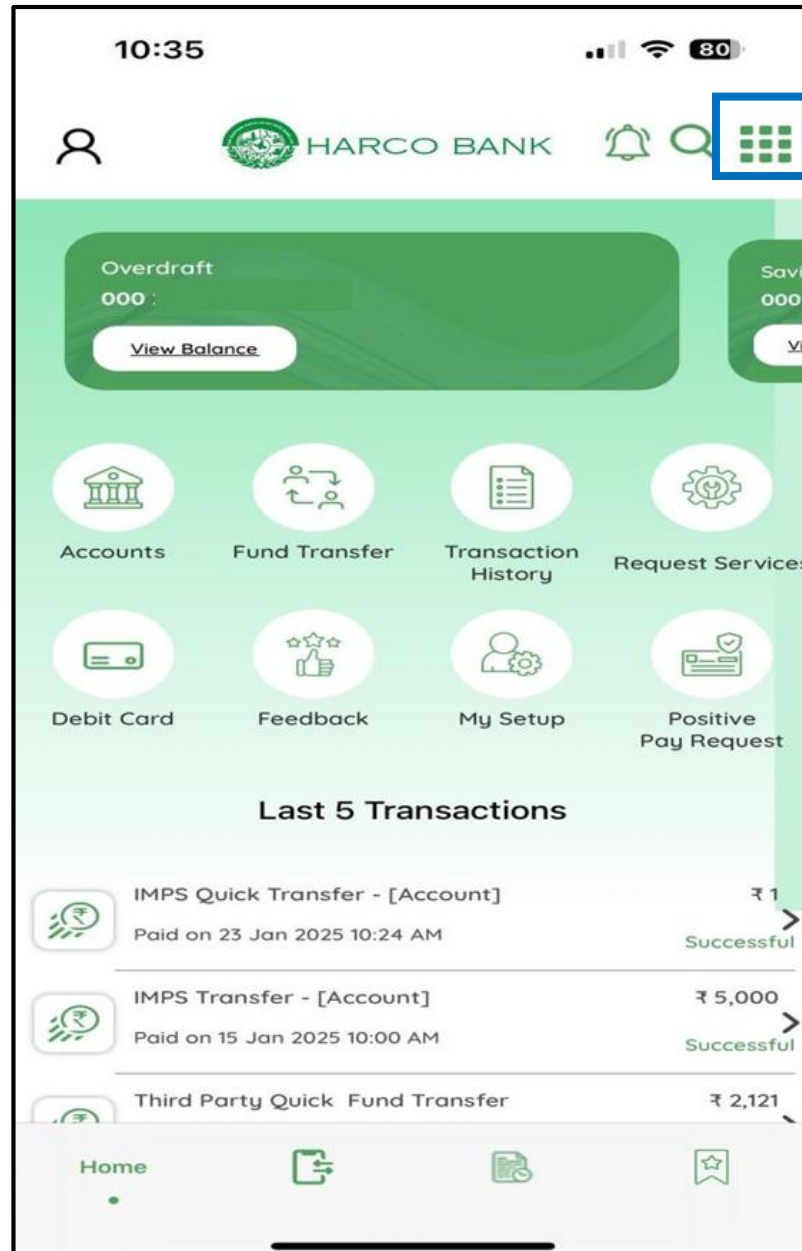 10:35
80
HARCO BANK
Overdraft
000 :
View Balance
Savi
000
Vi
Accounts
Fund Transfer
Transaction
History
Request Services
Debit Card
Feedback
My Setup
Positive
Pay Request
Last 5 Transactions
IMPS Quick Transfer - [Account]
₹ 1
Paid on 23 Jan 2025 10:24 AM
Successful
IMPS Transfer - [Account]
₹ 5,000
Paid on 15 Jan 2025 10:00 AM
Successful
Third Party Quick Fund Transfer
₹ 2,121
Home